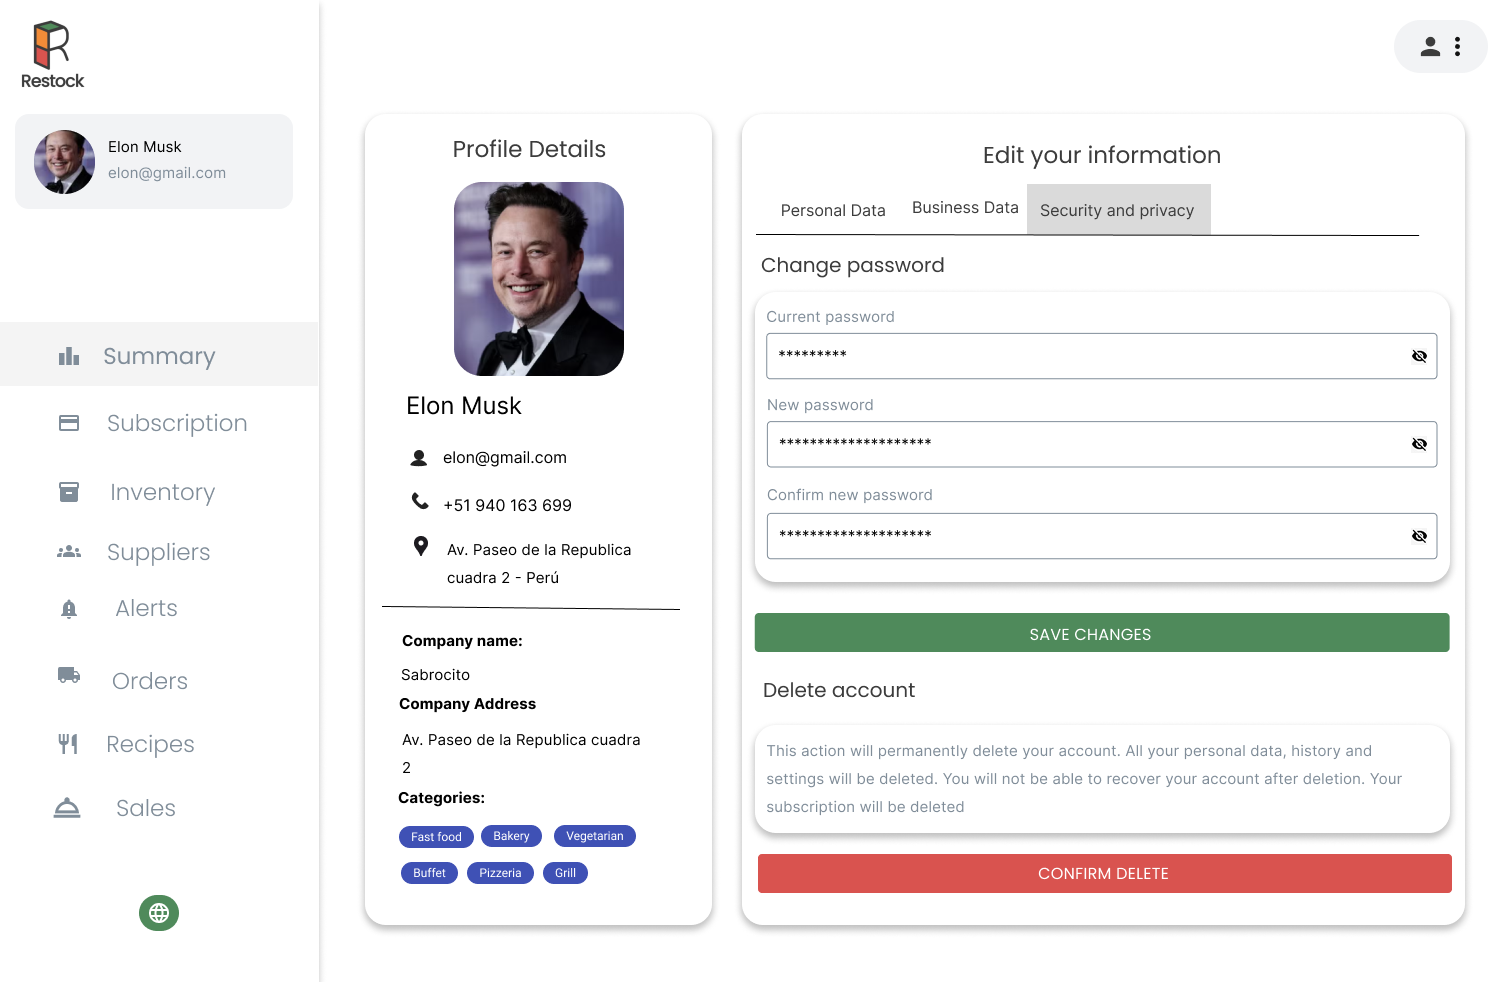 Restock
Elon Musk
elon@gmail.com
Summary
Subscription
Inventory
Suppliers
Alerts
Orders
Recipes
Sales
Profile Details
Elon Musk
elon@gmail.com
+51 940 163 699
Av. Paseo de la Republica
cuadra 2 - Perú
Company name:
Sabrocito
Company Address
Av. Paseo de la Republica cuadra
2
Categories:
Fast food Bakery Vegetarian
Buffet Pizzeria Grill
Edit your information
Personal Data Business Data Security and privacy
Change password
Current password
*********
New password
********************
Confirm new password
********************
SAVE CHANGES
Delete account
This action will permanently delete your account. All your personal data, history and
settings will be deleted. You will not be able to recover your account after deletion. Your
subscription will be deleted
CONFIRM DELETE